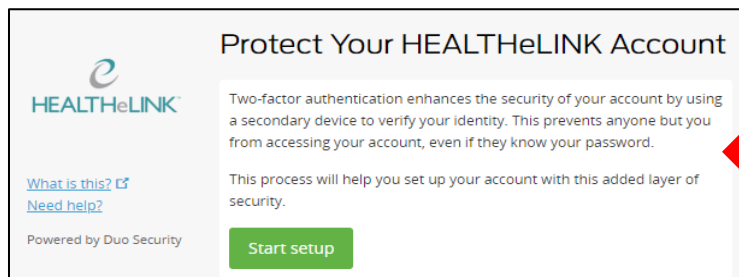 Protect Your HEALTHeLINK Account
HEALTHeLINK™
Two-factor authentication enhances the security of your account by using
a secondary device to verify your identity. This prevents anyone but you
from accessing your account, even if they know your password.
What is this?
Need help?
This process will help you set up your account with this added layer of
security.
Powered by Duo Security
Start setup